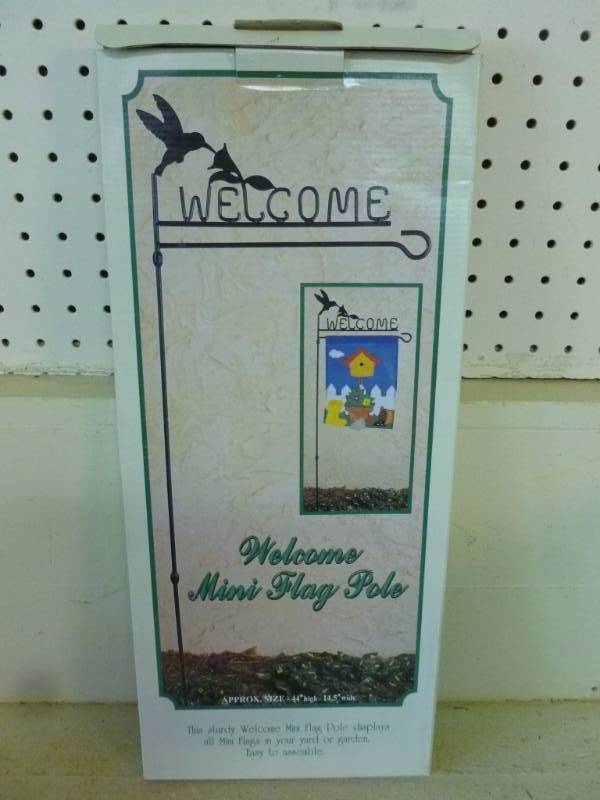 WELCOME
WELCOME
Welcome
Mini Flag Pole
APPROX. SIZE - 44" high - 14.5" wide
This sturdy Welcome Mini Flag Pole displays
all Mini Flags in your yard or garden.
Easy to assemble.